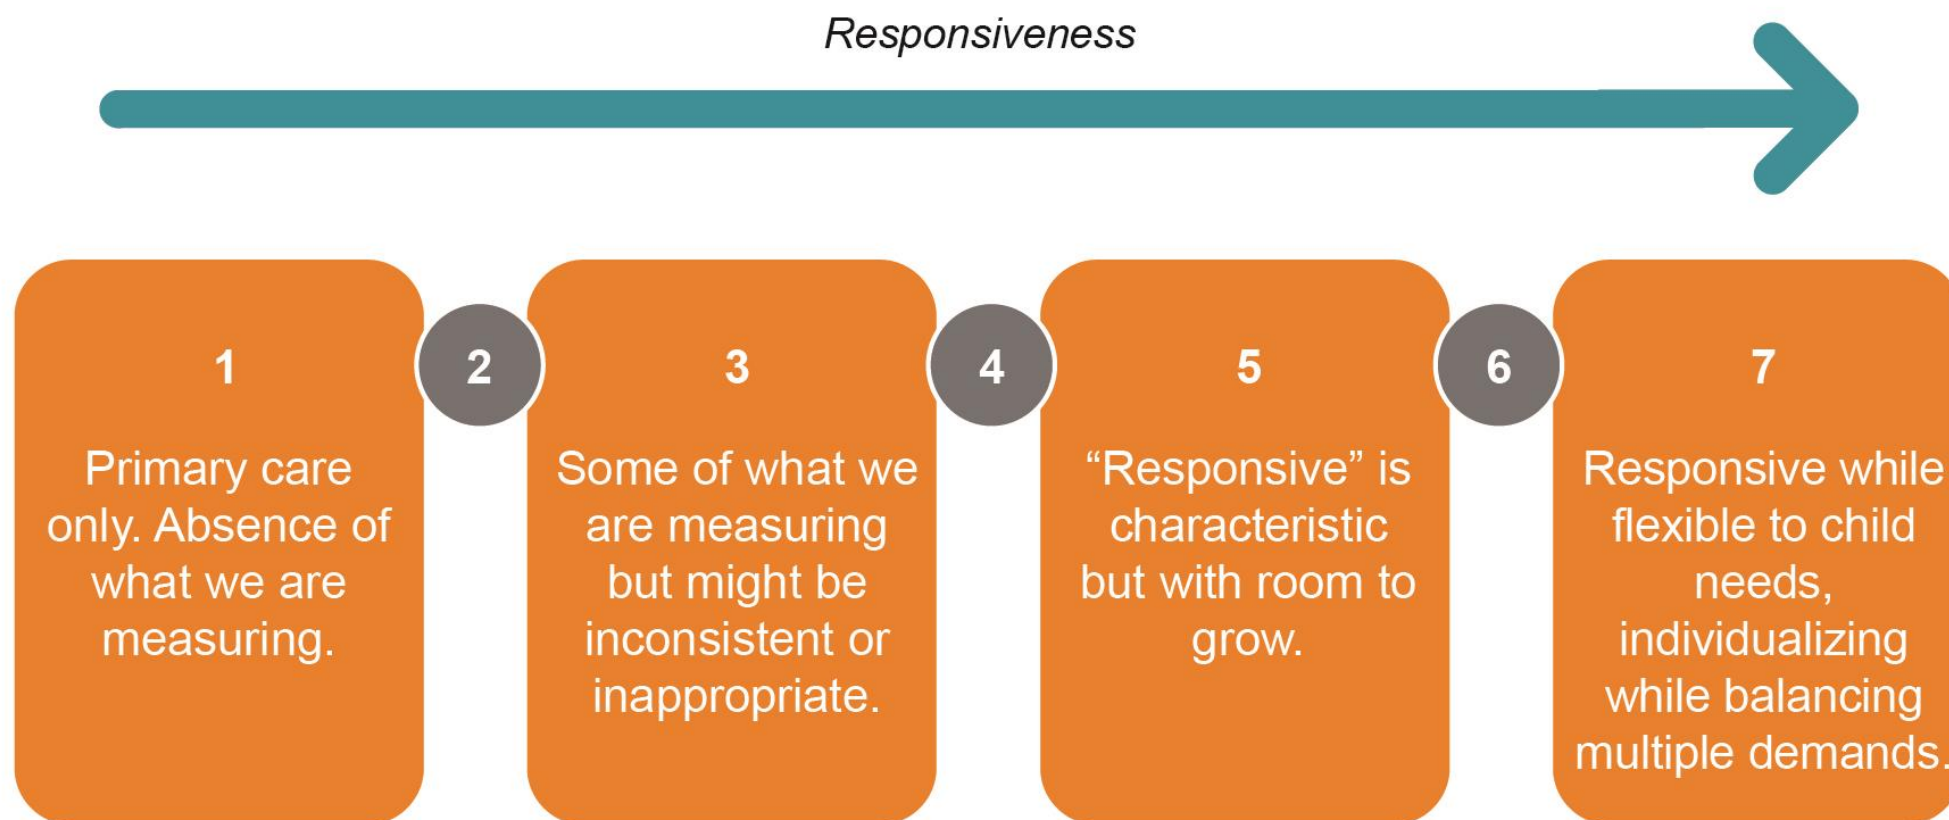 Responsiveness
1
Primary care
only. Absence of
what we are
measuring.
2
3
Some of what we
are measuring
but might be
inconsistent or
inappropriate.
4
5
“Responsive” is
characteristic
but with room to
grow.
6
7
Responsive while
flexible to child
needs,
individualizing
while balancing
multiple demands.